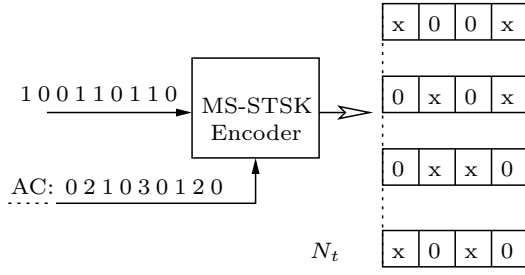 x 0 0 x
1 0 0 1 1 0 1 1 0
MS-STSK
Encoder
0 x 0 x
AC: 0 2 1 0 3 0 1 2 0
0 x x 0
N_t
x 0 x 0